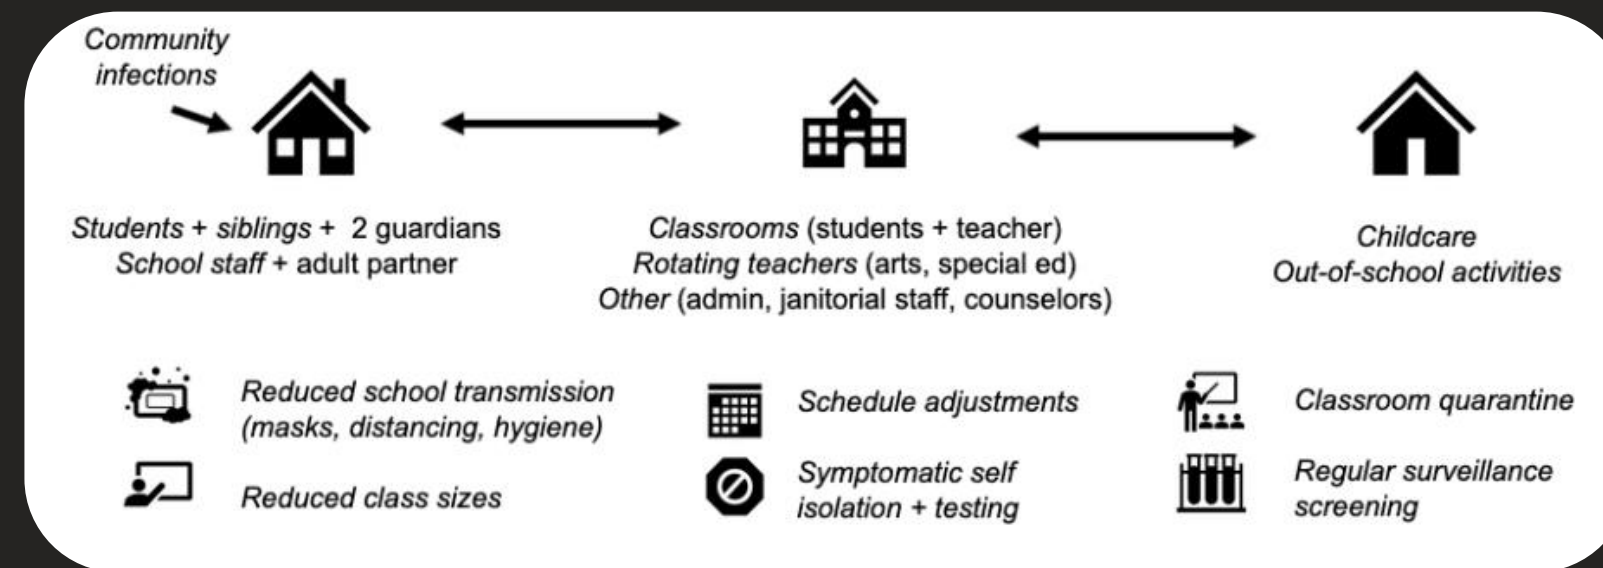 Community
infections
Students + siblings + 2 guardians
School staff + adult partner
Classrooms (students + teacher)
Rotating teachers (arts, special ed)
Other (admin, janitorial staff, counselors)
Childcare
Out-of-school activities
Reduced school transmission
(masks, distancing, hygiene)
Reduced class sizes
Schedule adjustments
Symptomatic self
isolation + testing
Classroom quarantine
Regular surveillance
screening